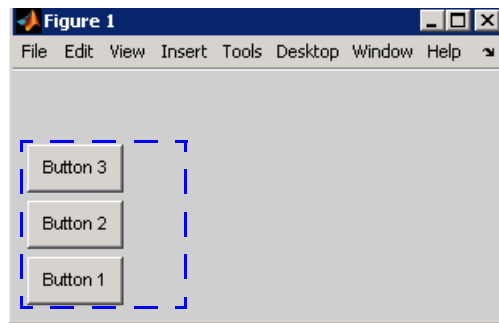 Figure 1
File Edit View Insert Tools Desktop Window Help
Button 3
Button 2
Button 1